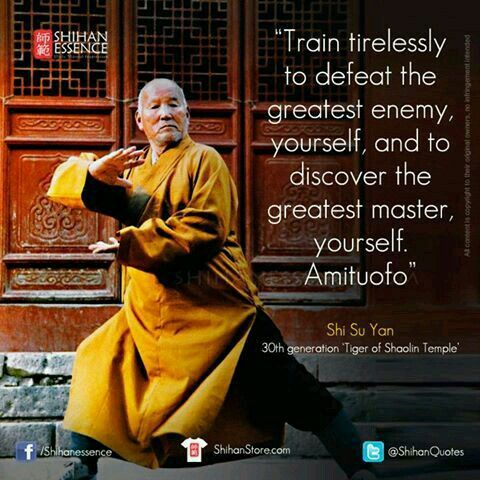 師範
SHIHAN
ESSENCE
“Train tirelessly
to defeat the
greatest enemy,
yourself, and to
discover the
greatest master,
yourself.
Amituofo”
Shi Su Yan
30th generation ‘Tiger of Shaolin Temple’
All content is copyright to their original owners, no infringement intended
f /Shihanessence
ShihanStore.com
@ShihanQuotes